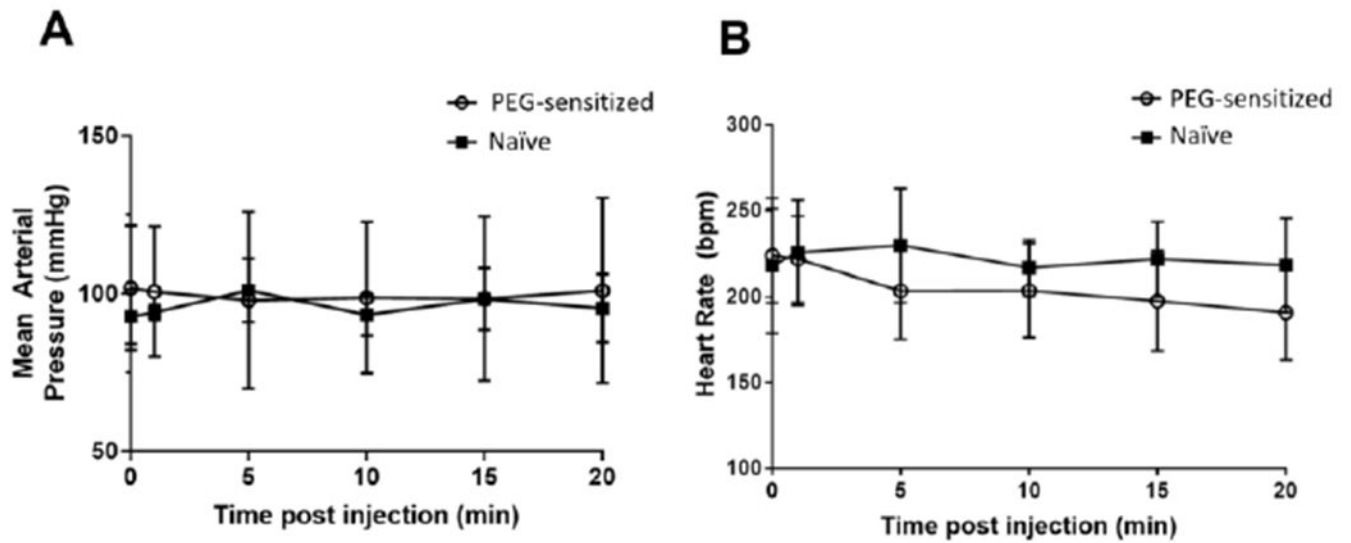 A
PEG-sensitized
Naïve
150
100
50
Mean Arterial
Pressure (mmHg)
0 5 10 15 20
Time post injection (min)
B
PEG-sensitized
Naïve
300
250
200
150
100
Heart Rate (bpm)
0 5 10 15 20
Time post injection (min)